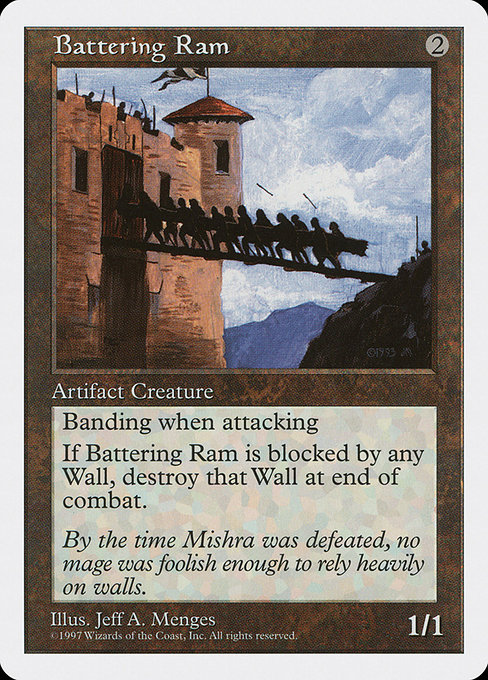 Battering Ram 2
©1993 JM
Artifact Creature
Banding when attacking
If Battering Ram is blocked by any
Wall, destroy that Wall at end of
combat.
By the time Mishra was defeated, no
mage was foolish enough to rely heavily
on walls.
Illus. Jeff A. Menges
©1997 Wizards of the Coast, Inc. All rights reserved.
1/1